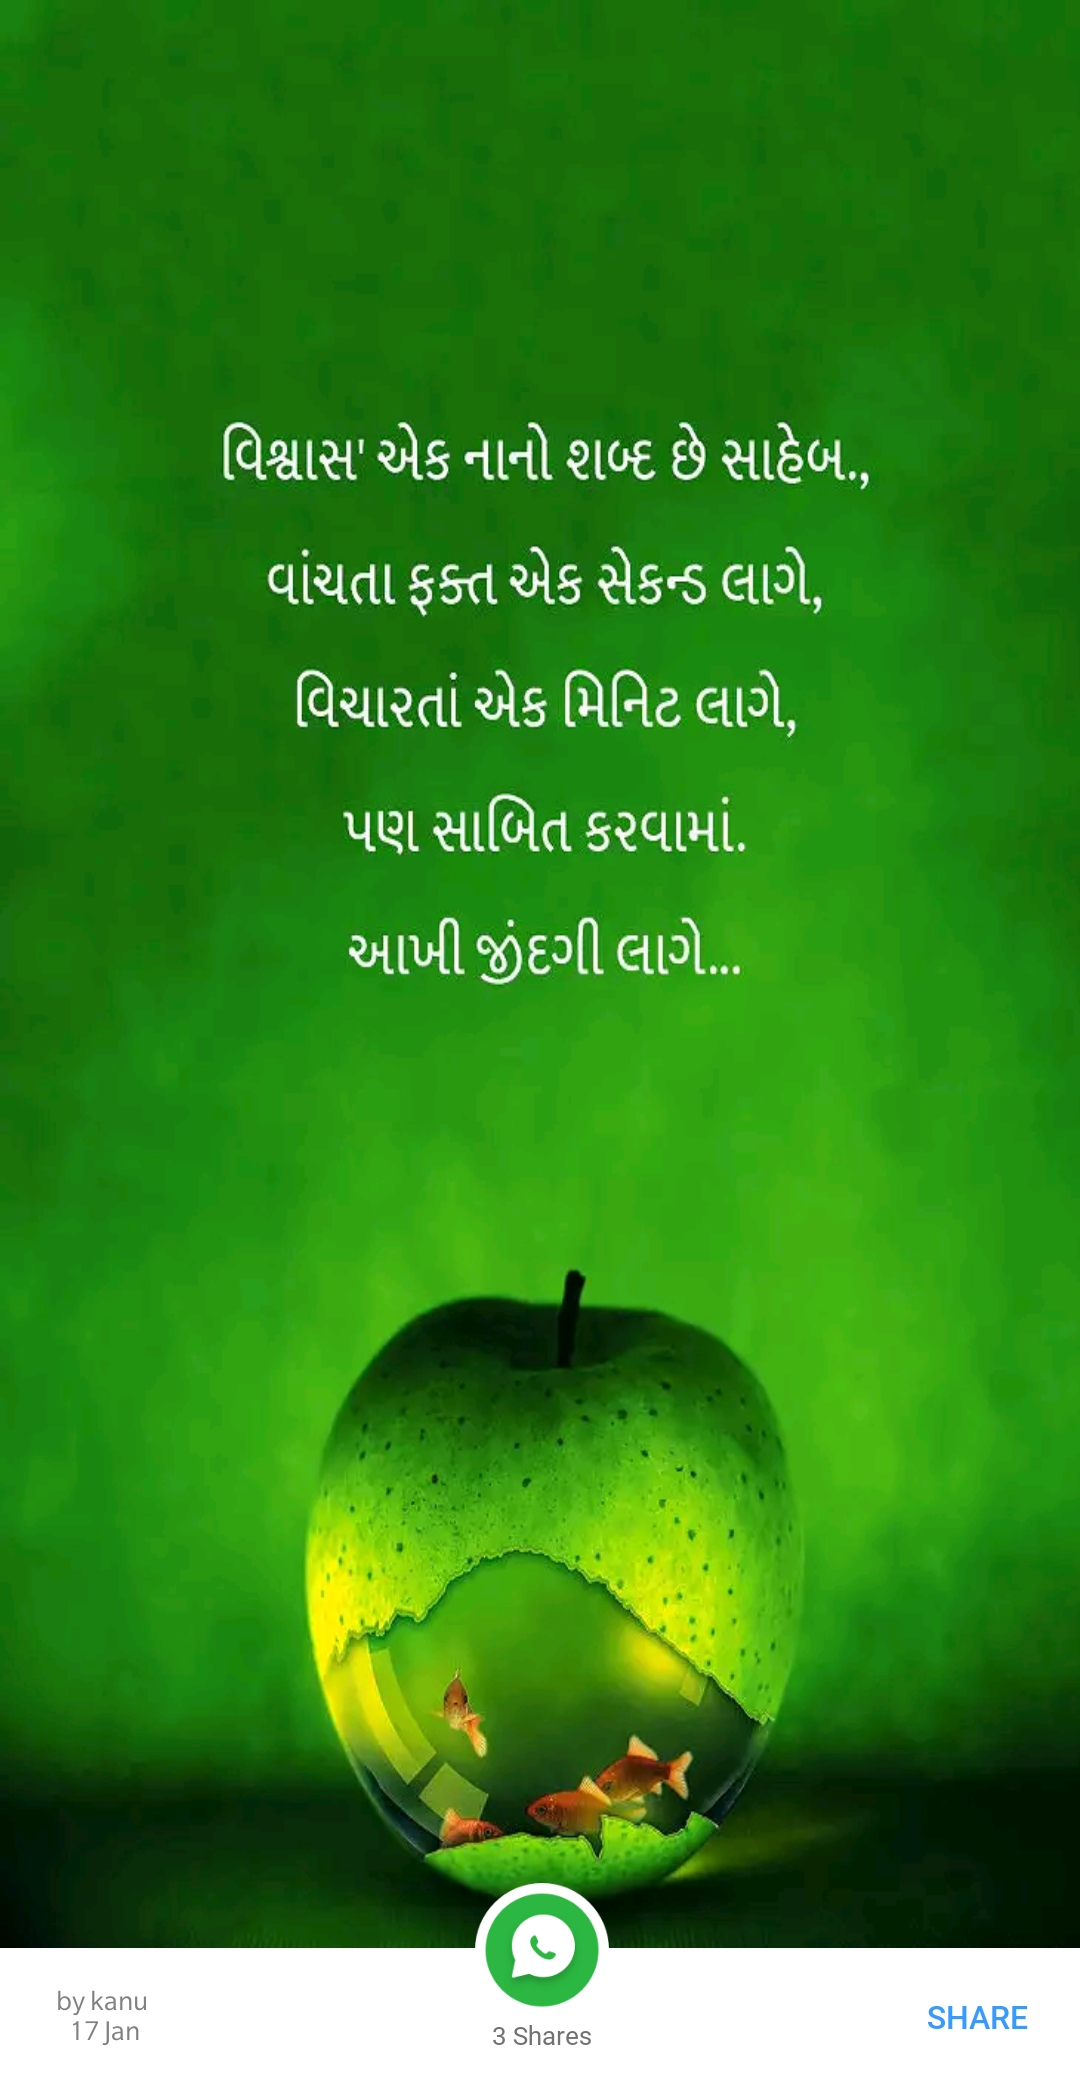 વિશ્વાસ' એક નાનો શબ્દ છે સાહેબ.,
વાંચતા ફક્ત એક સેકન્ડ લાગે,
વિચારતાં એક મિનિટ લાગે,
પણ સાબિત કરવામાં.
આખી જીંદગી લાગે...
by kanu
17 Jan
3 Shares
SHARE